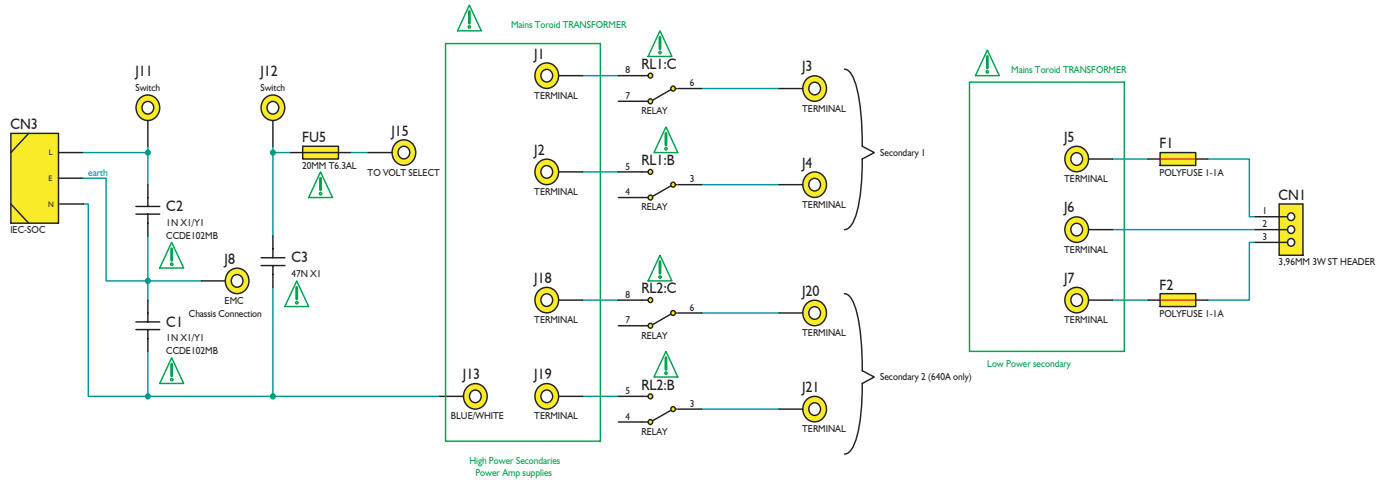 Mains Toroid TRANSFORMER
J11
Switch
J12
Switch
CN3
L
E
N
earth
IEC-SOC
C2
1N X1/Y1
CCDE102MB
FU5
20MM T6.3AL
J15
TO VOLT SELECT
J8
EMC
Chassis Connection
C3
47N X1
C1
1N X1/Y1
CCDE102MB
J13
BLUE/WHITE
J1
TERMINAL
8
RL1:C
7
6
RELAY
J3
TERMINAL
J2
TERMINAL
5
RL1:B
4
3
RELAY
J4
TERMINAL
Secondary 1
J18
TERMINAL
8
RL2:C
7
6
RELAY
J20
TERMINAL
J19
TERMINAL
5
RL2:B
4
3
RELAY
J21
TERMINAL
Secondary 2 (640A only)
High Power Secondaries
Power Amp supplies
Mains Toroid TRANSFORMER
J5
TERMINAL
F1
POLYFUSE 1-1A
J6
TERMINAL
J7
TERMINAL
F2
POLYFUSE 1-1A
CN1
1
2
3
3,96MM 3W ST HEADER
Low Power secondary